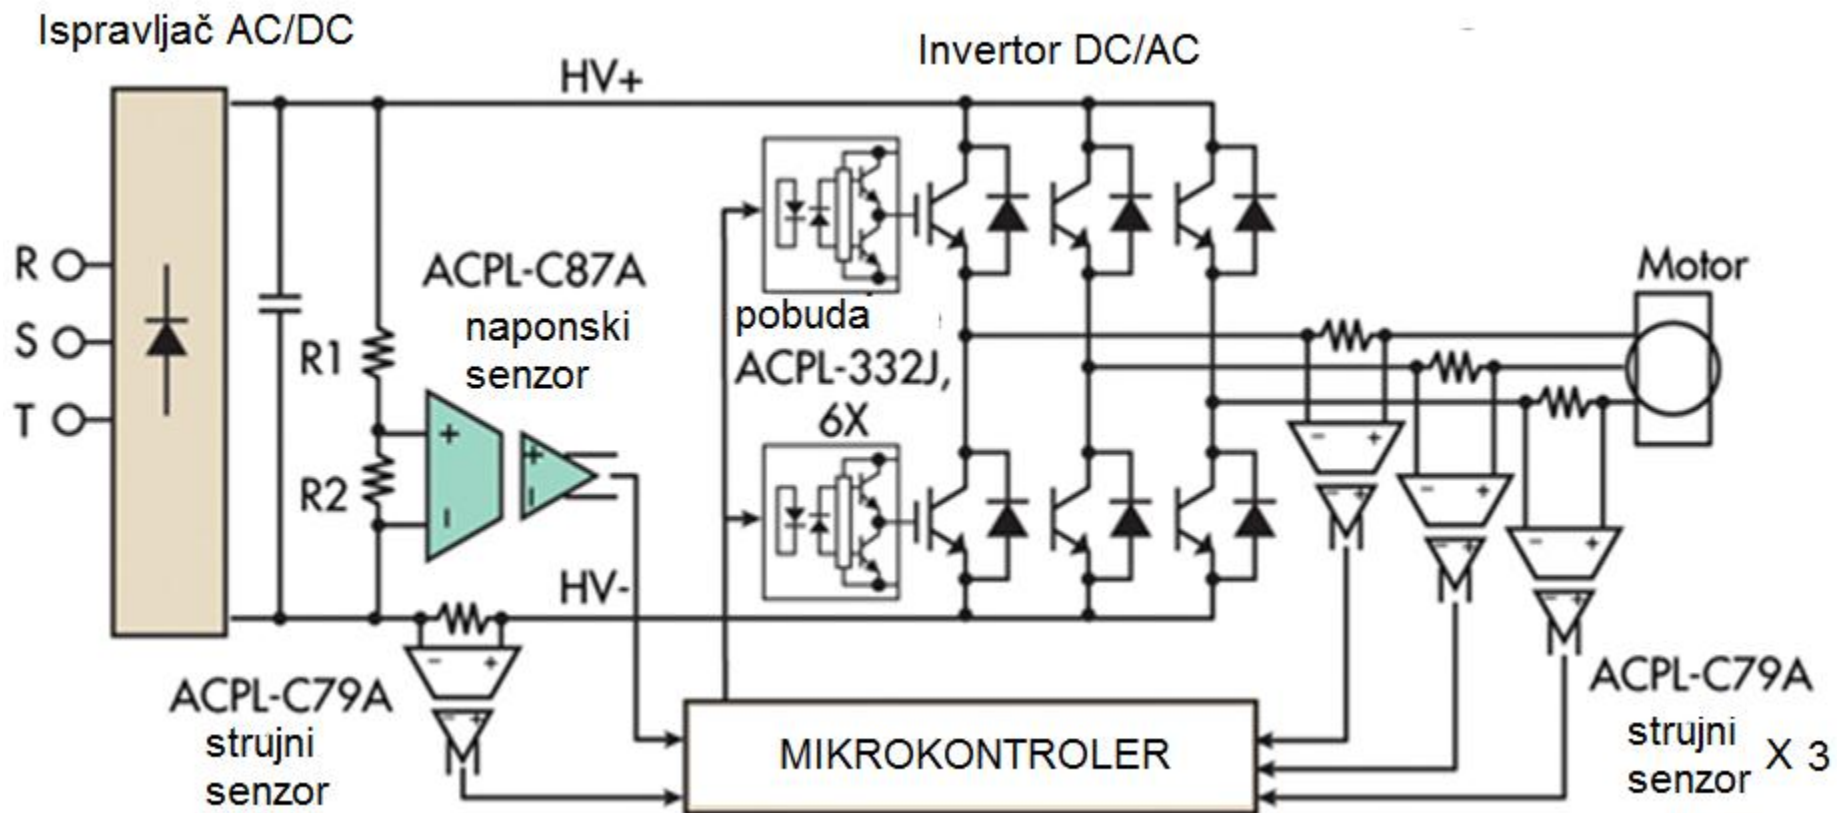 Ispravljač AC/DC
Invertor DC/AC
HV+
R
S
T
R1
R2
ACPL-C87A
naponski
senzor
pobuda
ACPL-332J,
6X
Motor
HV-
ACPL-C79A
strujni
senzor
MIKROKONTROLER
ACPL-C79A
strujni
senzor X 3